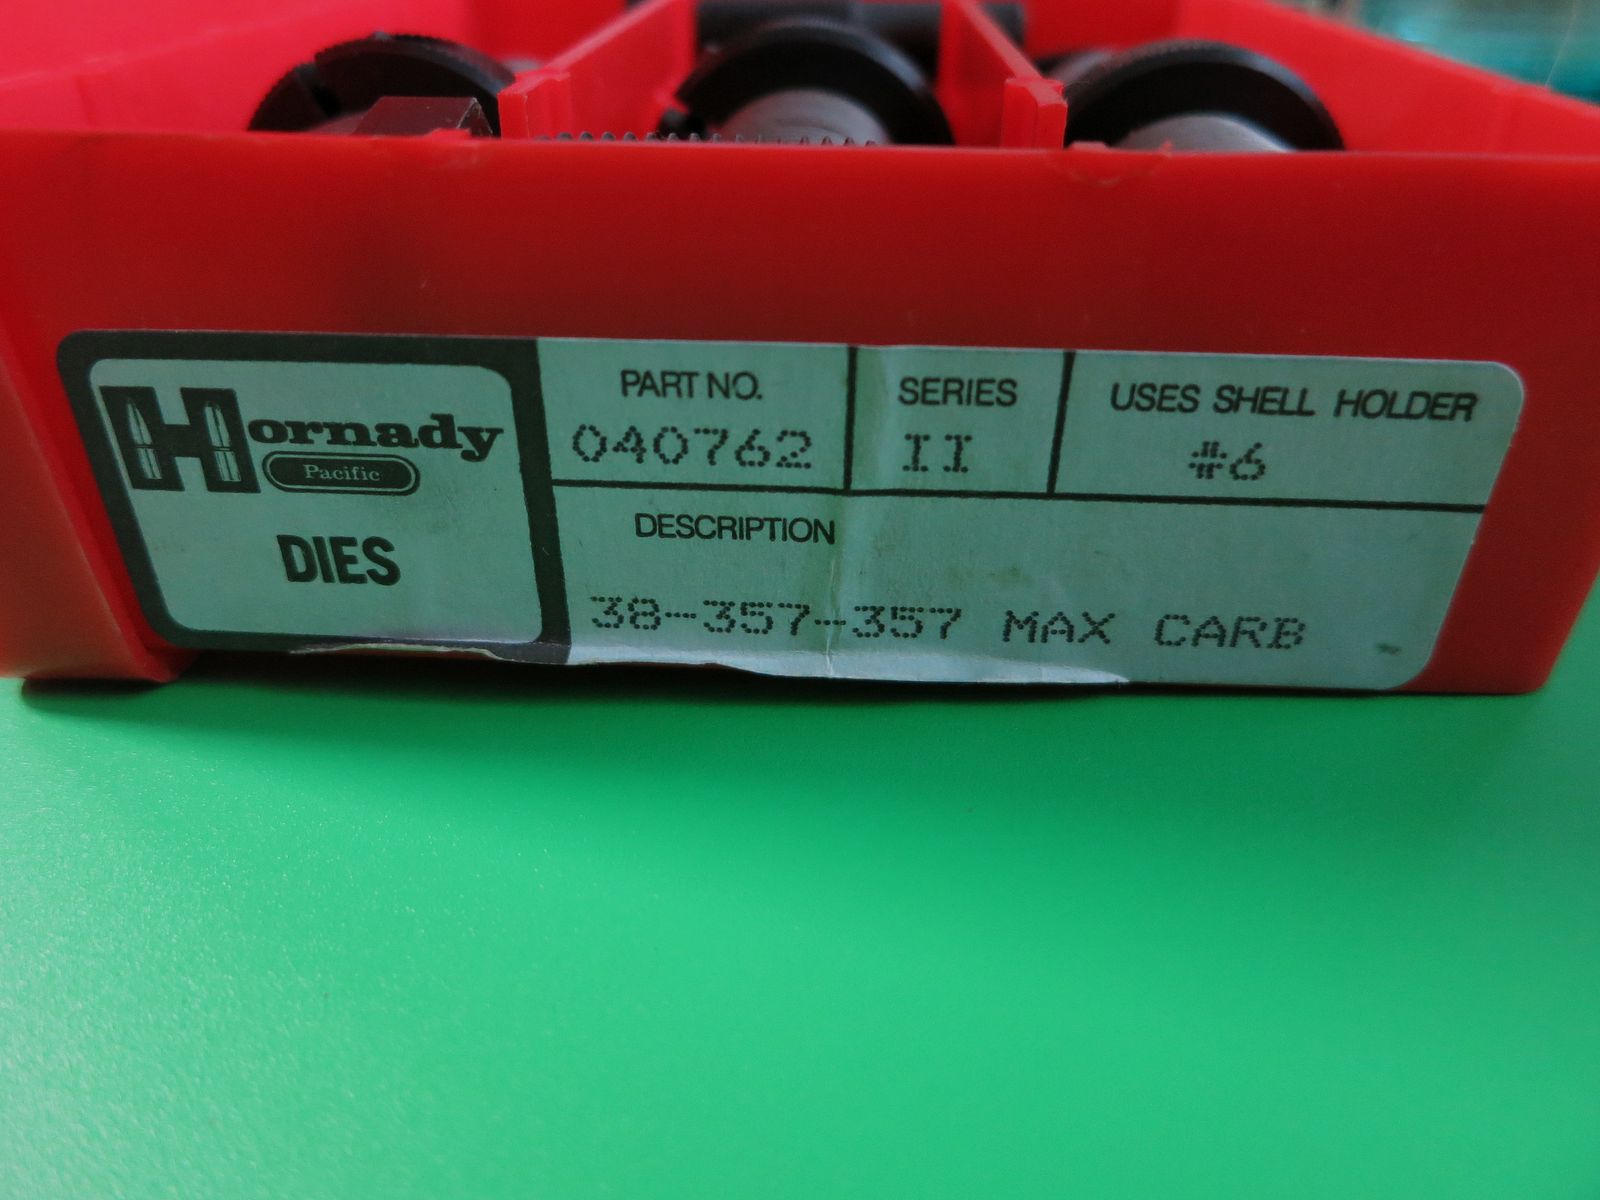 Hornady
Pacific
DIES
PART NO.
040762
SERIES
II
USES SHELL HOLDER
#6
DESCRIPTION
38-357-357 MAX CARB